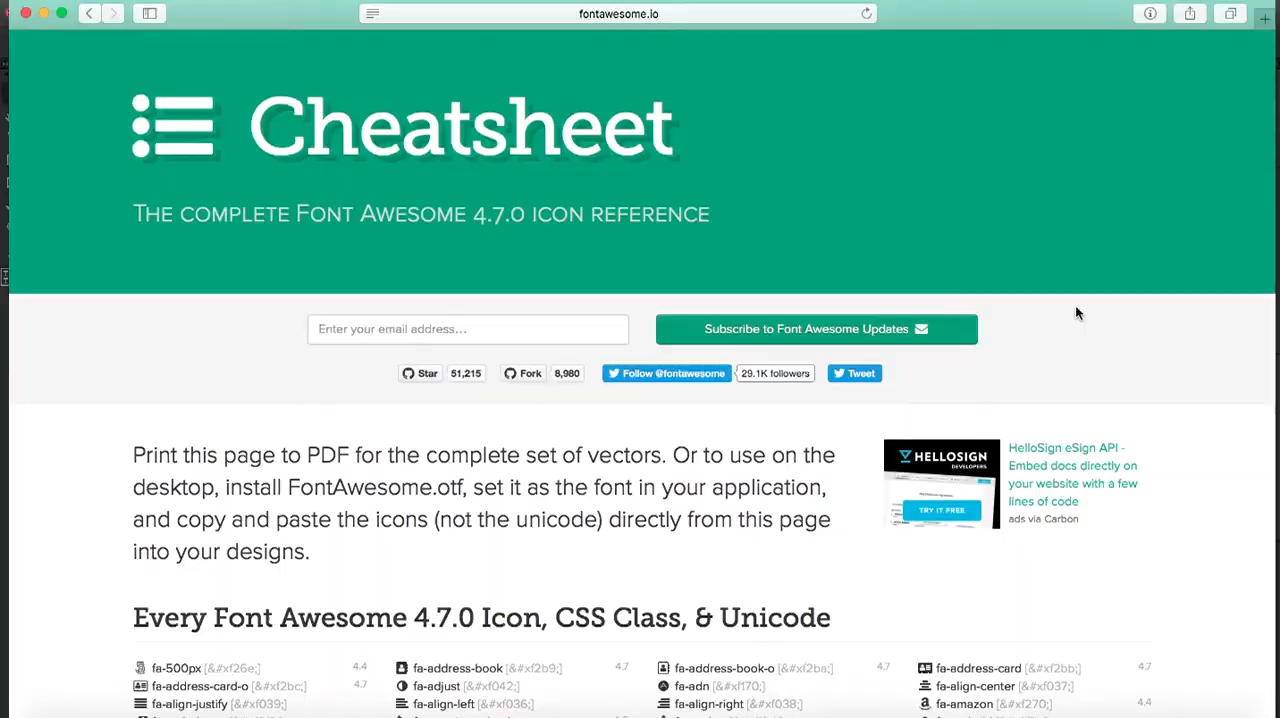 fontawesome.io
Cheatsheet
The complete Font Awesome 4.7.0 icon reference
Enter your email address...
Subscribe to Font Awesome Updates
Star 51,215 Fork 8,980 Follow @fontawesome 29.1K followers Tweet
Print this page to PDF for the complete set of vectors. Or to use on the
desktop, install FontAwesome.otf, set it as the font in your application,
and copy and paste the icons (not the unicode) directly from this page
into your designs.
HELLOSIGN
DEVELOPERS
TRY IT FREE
HelloSign eSign API -
Embed docs directly on
your website with a few
lines of code
ads via Carbon
Every Font Awesome 4.7.0 Icon, CSS Class, & Unicode
fa-500px [&#xf26e;] 4.4 fa-address-book [&#xf2b9;] 4.7 fa-address-book-o [&#xf2ba;] 4.7 fa-address-card [&#xf2bb;] 4.7
fa-address-card-o [&#xf2bc;] 4.7 fa-adjust [&#xf042;] fa-adn [&#xf170;] fa-align-center [&#xf037;]
fa-align-justify [&#xf039;] fa-align-left [&#xf036;] fa-align-right [&#xf038;] fa-amazon [&#xf270;] 4.4